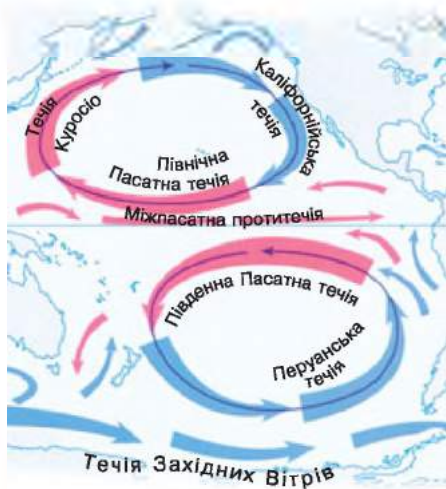 Течія
Куросіо
Каліфорнійська
течія
Північна
Пасатна течія
Міжпасатна протитечія
Південна Пасатна течія
Перуанська
течія
Течія Західних Вітрів